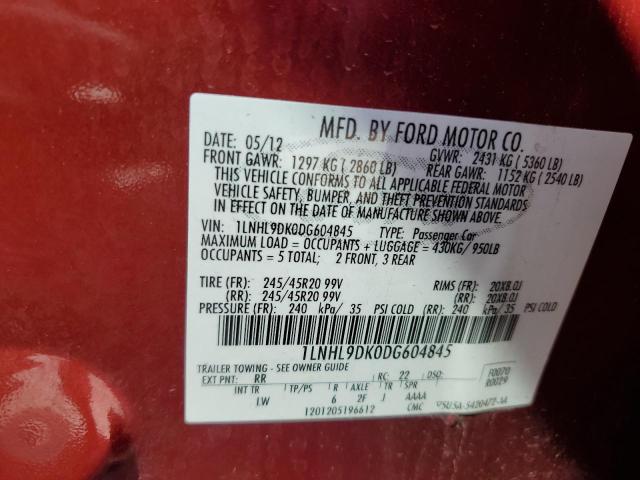 MFD. BY FORD MOTOR CO.
DATE: 05/12 GVWR: 2431 KG ( 5360 LB)
FRONT GAWR: 1297 KG ( 2860 LB) REAR GAWR: 1152 KG ( 2540 LB)
THIS VEHICLE CONFORMS TO ALL APPLICABLE FEDERAL MOTOR
VEHICLE SAFETY, BUMPER, AND THEFT PREVENTION STANDARDS
IN EFFECT ON THE DATE OF MANUFACTURE SHOWN ABOVE.
VIN: 1LNHL9DK0DG604845 TYPE: Passenger Car
MAXIMUM LOAD = OCCUPANTS + LUGGAGE = 430KG/ 950LB
OCCUPANTS = 5 TOTAL; 2 FRONT, 3 REAR
TIRE (FR): 245/45R20 99V RIMS (FR): 20X8.0J
(RR): 245/45R20 99V (RR): 20X8.0J
PRESSURE (FR): 240 kPa/ 35 PSI COLD (RR): 240 kPa/ 35 PSI COLD
1LNHL9DK0DG604845
TRAILER TOWING - SEE OWNER GUIDE
EXT PNT: RR RC: 22 DSO: F0070
R0029
INT TR TP/PS R AXLE TR SPR
LW 6 2F J AAAA
1201205196612 CMC